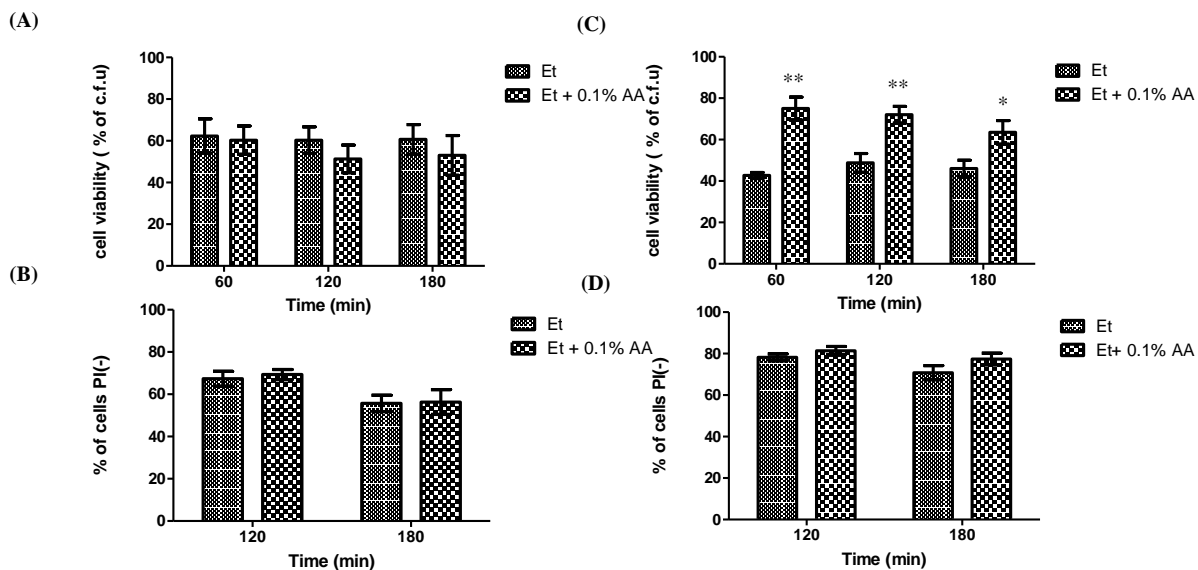 (A)
cell viability ( % of c.f.u)
100
80
60
40
20
0
60 120 180
Time (min)
Et
Et + 0.1% AA
(B)
% of cells PI(-)
100
80
60
40
20
0
120 180
Time (min)
Et
Et + 0.1% AA
(C)
cell viability ( % of c.f.u)
100
80
60
40
20
0
** ** *
60 120 180
Time (min)
Et
Et + 0.1% AA
(D)
% of cells PI(-)
100
80
60
40
20
0
120 180
Time (min)
Et
Et+ 0.1% AA